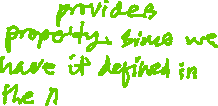 provides
property. Since we
have it defined in
the